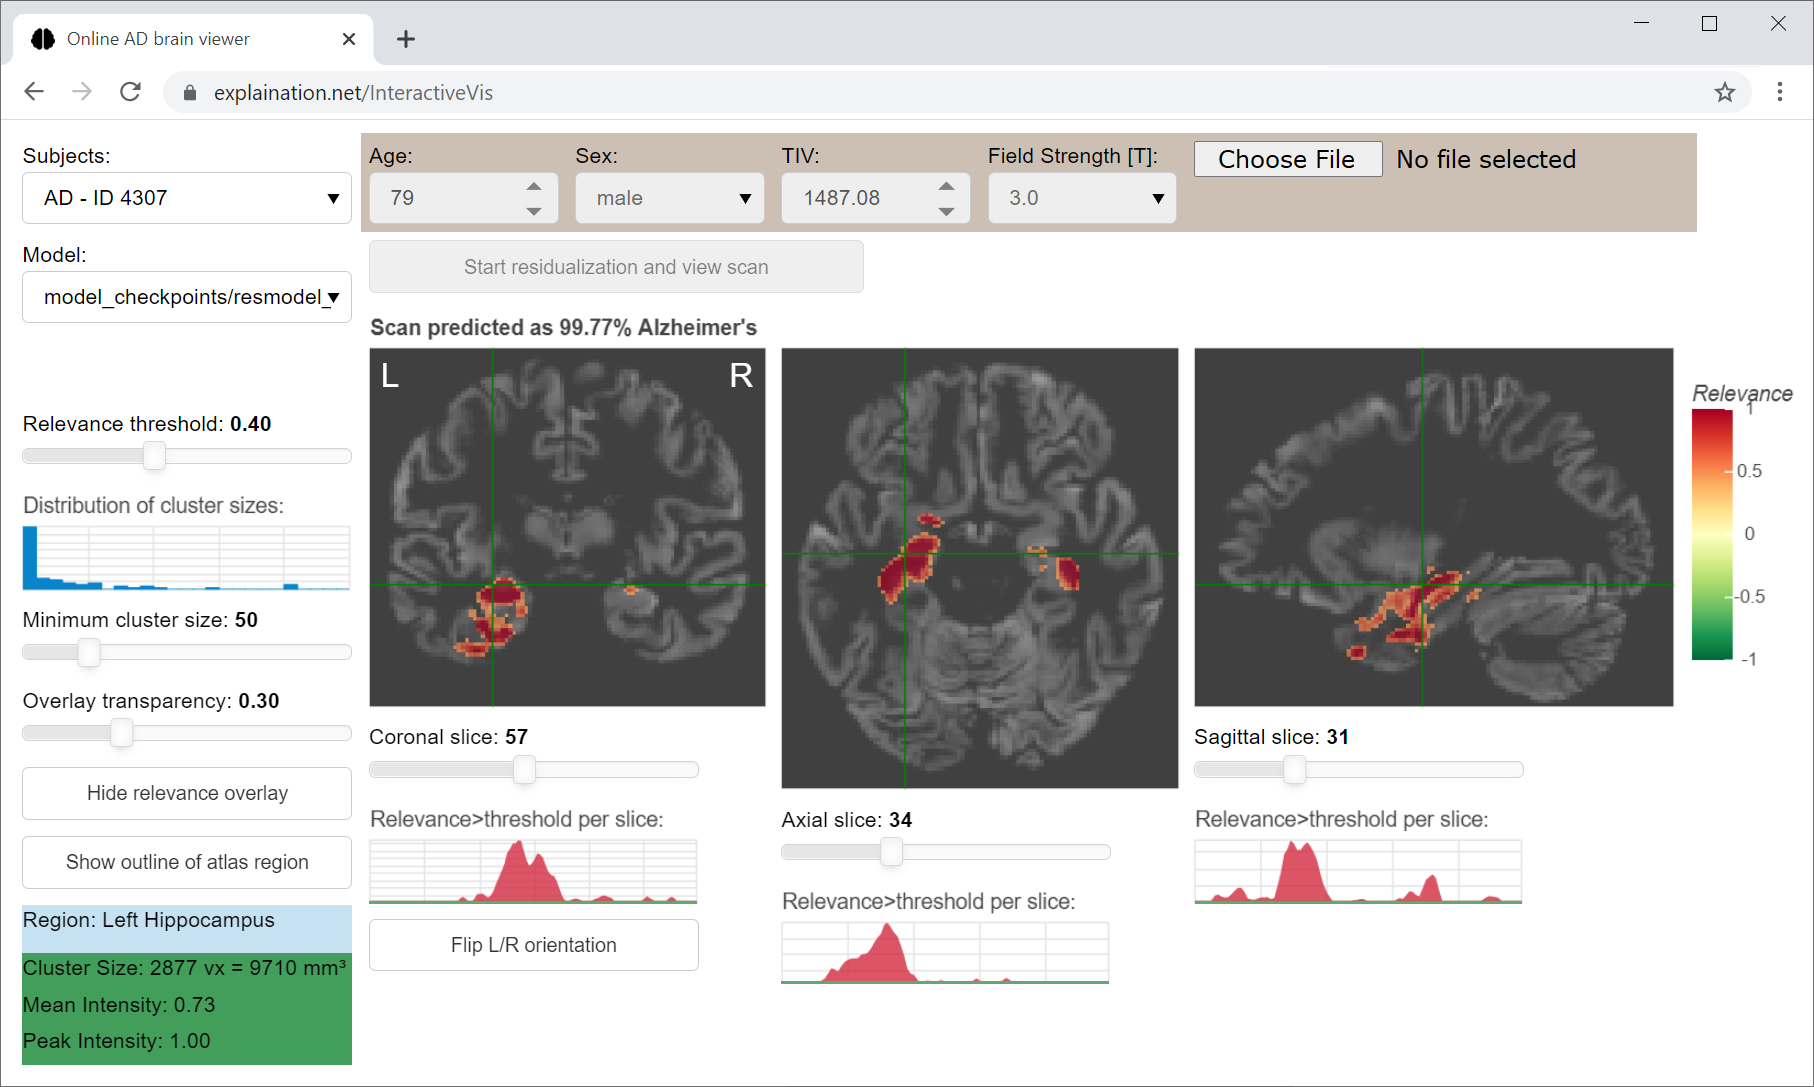 Online AD brain viewer
explaination.net/InteractiveVis
Subjects:
AD - ID 4307
Model:
model_checkpoints/resmodel_
Age:
79
Sex:
male
TIV:
1487.08
Field Strength [T]:
3.0
Choose File No file selected
Start residualization and view scan
Scan predicted as 99.77% Alzheimer's
L R
Relevance
1
0.5
0
-0.5
-1
Relevance threshold: 0.40
Distribution of cluster sizes:
Minimum cluster size: 50
Overlay transparency: 0.30
Hide relevance overlay
Show outline of atlas region
Region: Left Hippocampus
Cluster Size: 2877 vx = 9710 mm³
Mean Intensity: 0.73
Peak Intensity: 1.00
Coronal slice: 57
Relevance>threshold per slice:
Flip L/R orientation
Axial slice: 34
Relevance>threshold per slice:
Sagittal slice: 31
Relevance>threshold per slice: